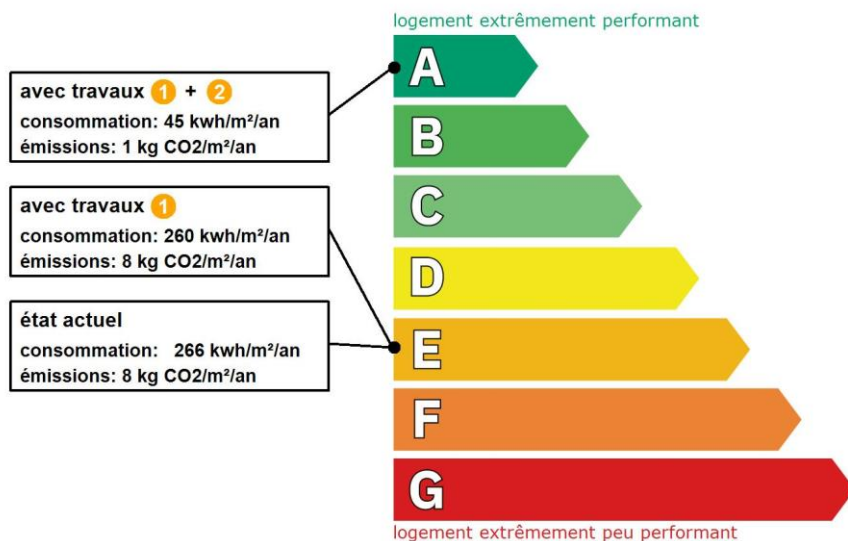 logement extrêmement performant
A
avec travaux 1 + 2
consommation: 45 kwh/m²/an
émissions: 1 kg CO2/m²/an
B
avec travaux 1
consommation: 260 kwh/m²/an
émissions: 8 kg CO2/m²/an
C
D
état actuel
consommation: 266 kwh/m²/an
émissions: 8 kg CO2/m²/an
E
F
G
logement extrêmement peu performant